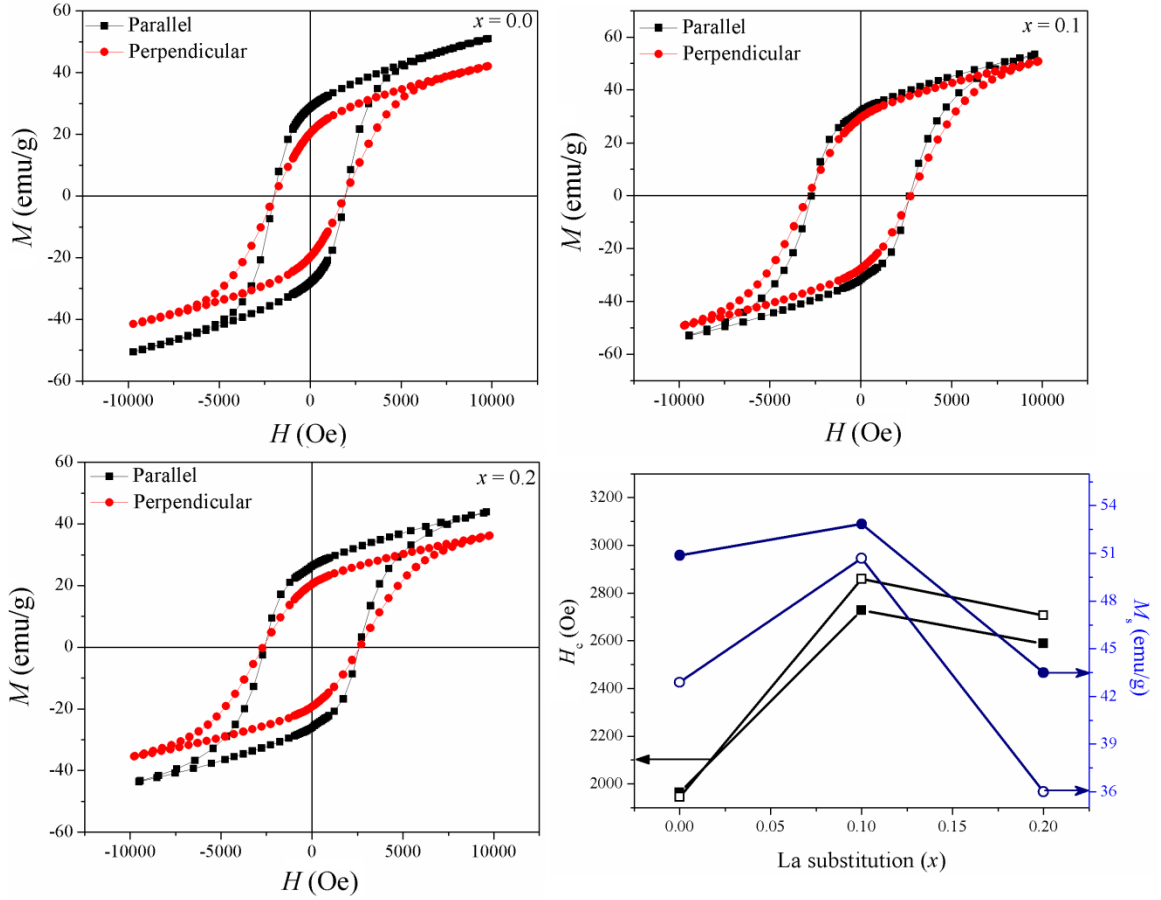 60
40
20
0
-20
-40
-60
M (emu/g)
Parallel
Perpendicular
x = 0.0
-10000 -5000 0 5000 10000
H (Oe)
60
40
20
0
-20
-40
-60
M (emu/g)
Parallel
Perpendicular
x = 0.1
-10000 -5000 0 5000 10000
H (Oe)
60
40
20
0
-20
-40
-60
M (emu/g)
Parallel
Perpendicular
x = 0.2
-10000 -5000 0 5000 10000
H (Oe)
3200
3000
2800
2600
2400
2200
2000
Hc (Oe)
54
51
48
45
42
39
36
Ms (emu/g)
0.00 0.05 0.10 0.15 0.20
La substitution (x)